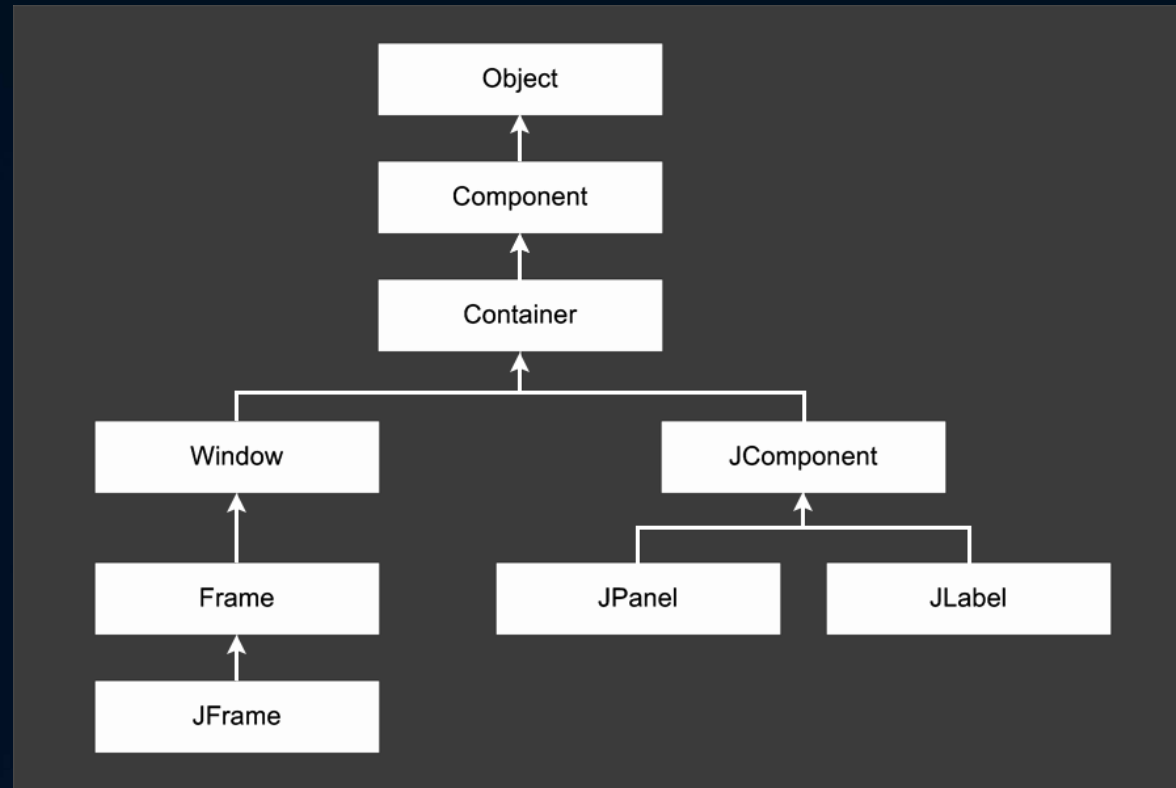 Object
Component
Container
Window
JComponent
Frame
JPanel
JLabel
JFrame